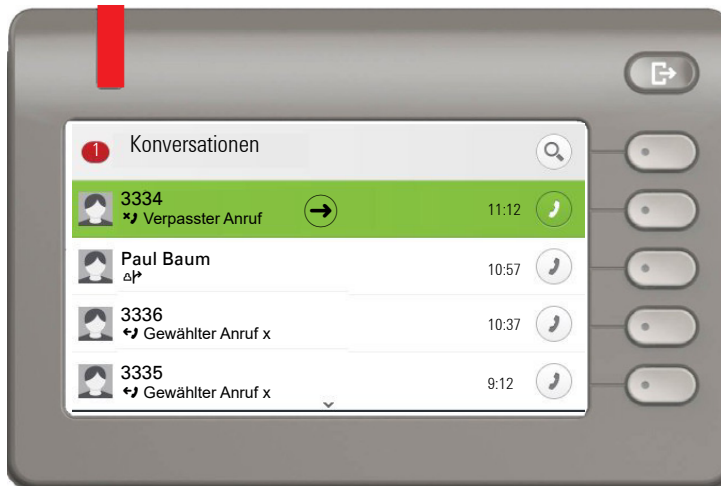 1 Konversationen
3334
Verpasster Anruf
11:12
Paul Baum
10:57
3336
Gewählter Anruf x
10:37
3335
Gewählter Anruf x
9:12